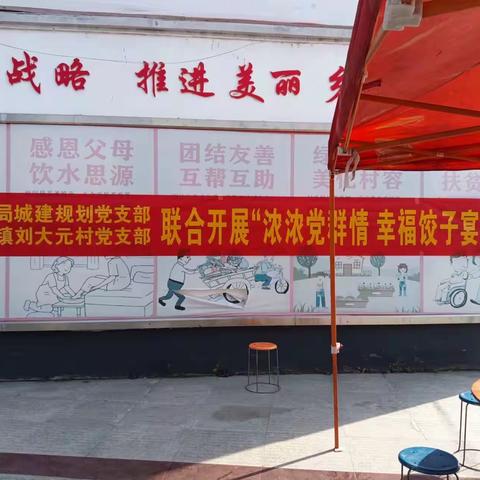 战略 推进美丽
感恩父母
饮水思源
团结友善
互帮互助
美化村容
扶贫
局城建规划党支部
镇刘大元村党支部
联合开展“浓浓党群情 幸福饺子宴